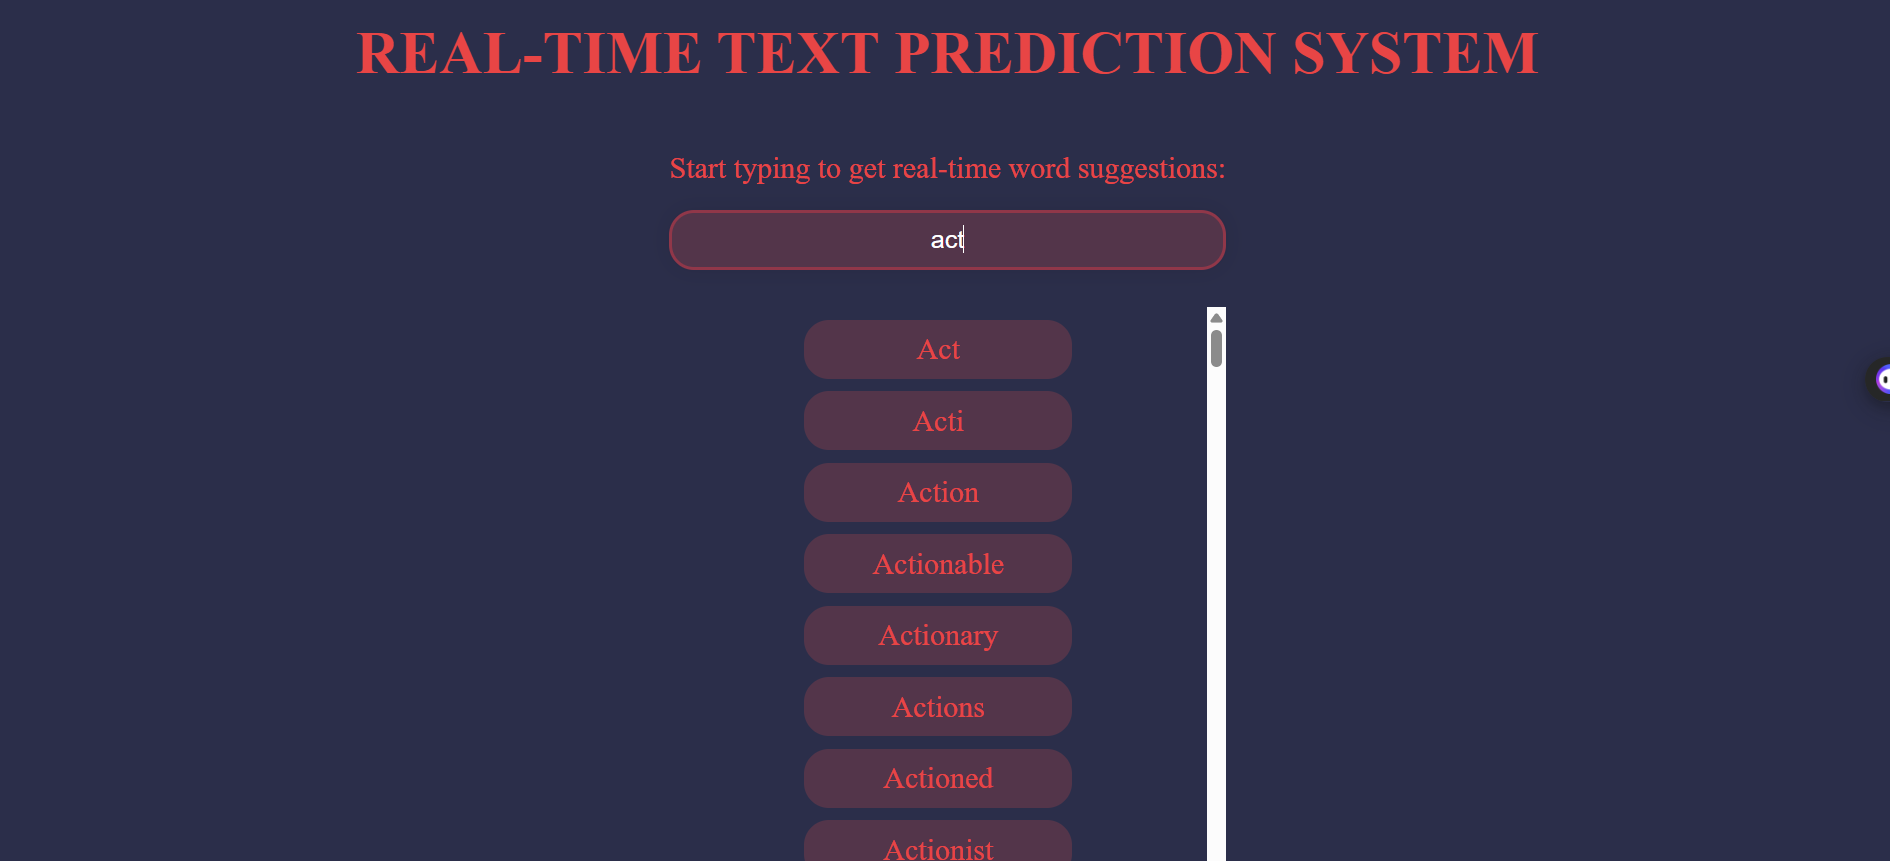 REAL-TIME TEXT PREDICTION SYSTEM
Start typing to get real-time word suggestions:
act
Act
Acti
Action
Actionable
Actionary
Actions
Actioned
Actionist